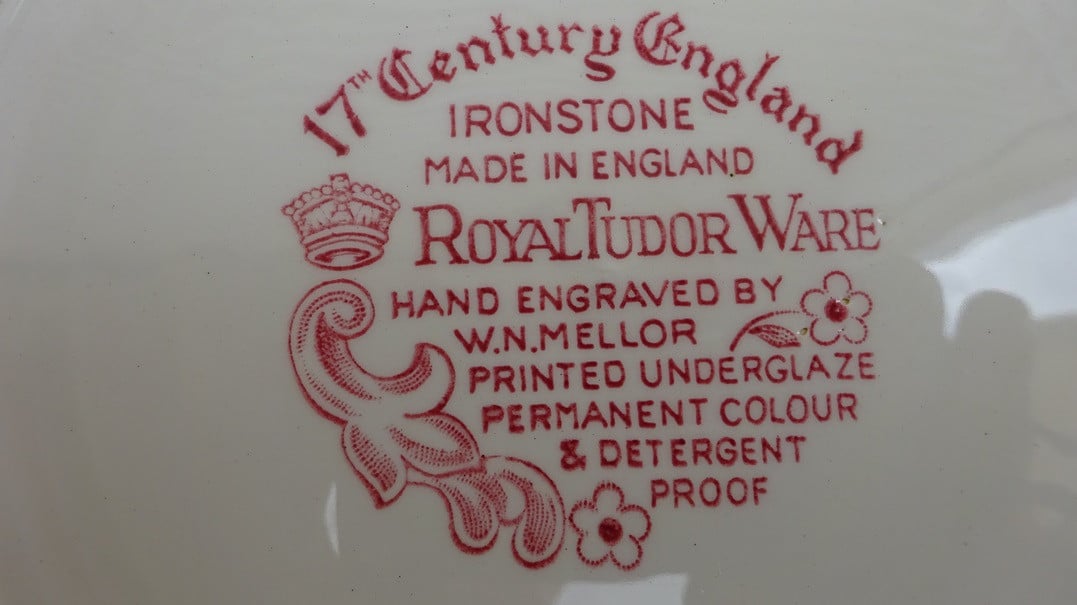 17TH Century England
IRONSTONE
MADE IN ENGLAND
ROYAL TUDOR WARE
HAND ENGRAVED BY
W.N.MELLOR
PRINTED UNDERGLAZE
PERMANENT COLOUR
& DETERGENT
PROOF